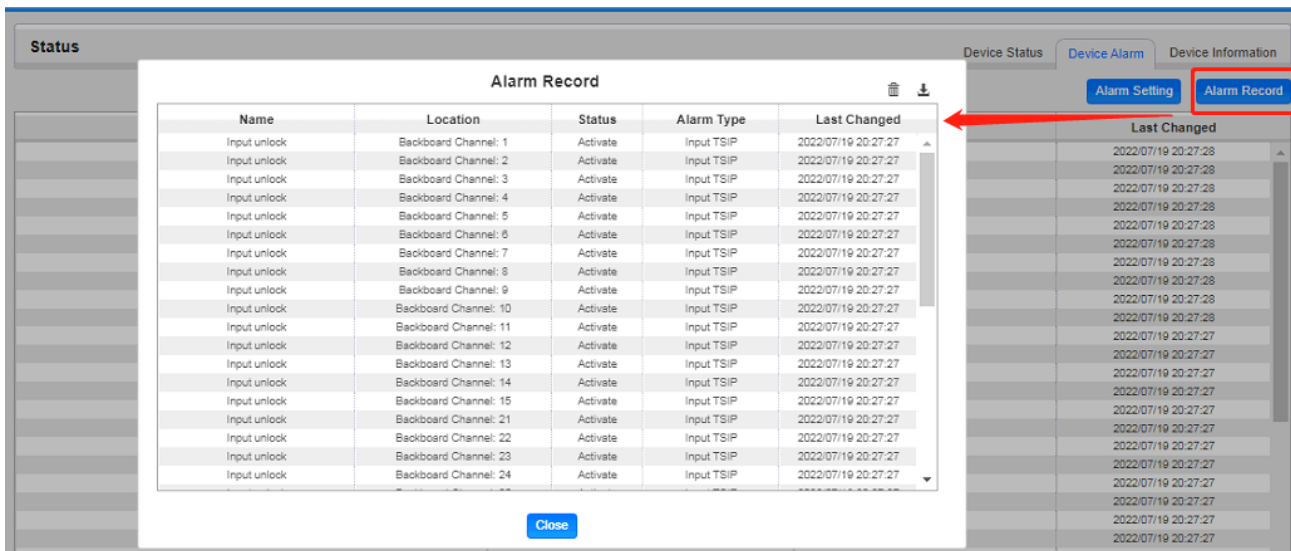 Status
Device Status Device Alarm Device Information
Alarm Setting Alarm Record
Alarm Record
Name Location Status Alarm Type Last Changed
Input unlock Backboard Channel: 1 Activate Input TSIP 2022/07/19 20:27:27
Input unlock Backboard Channel: 2 Activate Input TSIP 2022/07/19 20:27:27
Input unlock Backboard Channel: 3 Activate Input TSIP 2022/07/19 20:27:27
Input unlock Backboard Channel: 4 Activate Input TSIP 2022/07/19 20:27:27
Input unlock Backboard Channel: 5 Activate Input TSIP 2022/07/19 20:27:27
Input unlock Backboard Channel: 6 Activate Input TSIP 2022/07/19 20:27:27
Input unlock Backboard Channel: 7 Activate Input TSIP 2022/07/19 20:27:27
Input unlock Backboard Channel: 8 Activate Input TSIP 2022/07/19 20:27:27
Input unlock Backboard Channel: 9 Activate Input TSIP 2022/07/19 20:27:27
Input unlock Backboard Channel: 10 Activate Input TSIP 2022/07/19 20:27:27
Input unlock Backboard Channel: 11 Activate Input TSIP 2022/07/19 20:27:27
Input unlock Backboard Channel: 12 Activate Input TSIP 2022/07/19 20:27:27
Input unlock Backboard Channel: 13 Activate Input TSIP 2022/07/19 20:27:27
Input unlock Backboard Channel: 14 Activate Input TSIP 2022/07/19 20:27:27
Input unlock Backboard Channel: 15 Activate Input TSIP 2022/07/19 20:27:27
Input unlock Backboard Channel: 21 Activate Input TSIP 2022/07/19 20:27:27
Input unlock Backboard Channel: 22 Activate Input TSIP 2022/07/19 20:27:27
Input unlock Backboard Channel: 23 Activate Input TSIP 2022/07/19 20:27:27
Input unlock Backboard Channel: 24 Activate Input TSIP 2022/07/19 20:27:27
Close
Last Changed
2022/07/19 20:27:28
2022/07/19 20:27:28
2022/07/19 20:27:28
2022/07/19 20:27:28
2022/07/19 20:27:28
2022/07/19 20:27:28
2022/07/19 20:27:28
2022/07/19 20:27:28
2022/07/19 20:27:28
2022/07/19 20:27:28
2022/07/19 20:27:27
2022/07/19 20:27:27
2022/07/19 20:27:27
2022/07/19 20:27:27
2022/07/19 20:27:27
2022/07/19 20:27:27
2022/07/19 20:27:27
2022/07/19 20:27:27
2022/07/19 20:27:27
2022/07/19 20:27:27
2022/07/19 20:27:27
2022/07/19 20:27:27